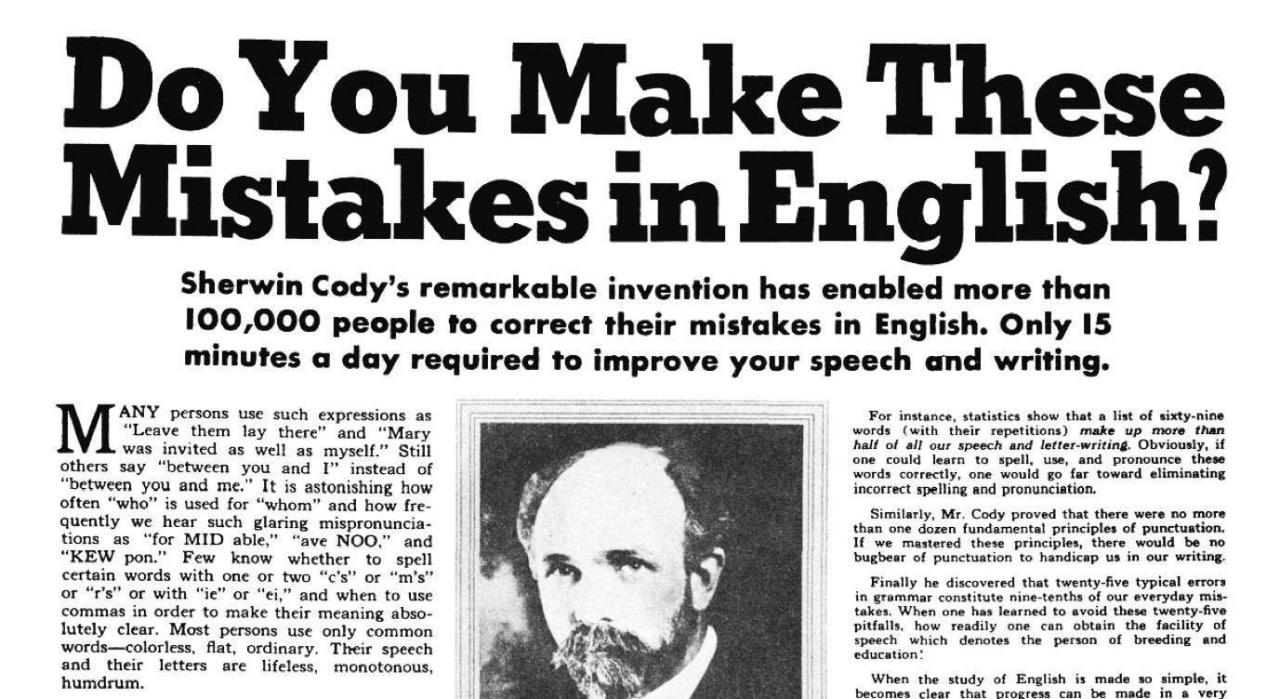 Do You Make These
Mistakes in English?
Sherwin Cody's remarkable invention has enabled more than
100,000 people to correct their mistakes in English. Only 15
minutes a day required to improve your speech and writing.
MANY persons use such expressions as
"Leave them lay there" and "Mary
was invited as well as myself." Still
others say "between you and I" instead of
"between you and me." It is astonishing how
often "who" is used for "whom" and how fre-
quently we hear such glaring mispronuncia-
tions as "for MID able," "ave NOO," and
"KEW pon." Few know whether to spell
certain words with one or two "c's" or "m's"
or "r's" or with "ie" or "ei," and when to use
commas in order to make their meaning abso-
lutely clear. Most persons use only common
words—colorless, flat, ordinary. Their speech
and their letters are lifeless, monotonous,
humdrum.
For instance, statistics show that a list of sixty-nine
words (with their repetitions) make up more than
half of all our speech and letter-writing. Obviously, if
one could learn to spell, use, and pronounce these
words correctly, one would go far toward eliminating
incorrect spelling and pronunciation.
Similarly, Mr. Cody proved that there were no more
than one dozen fundamental principles of punctuation.
If we mastered these principles, there would be no
bugbear of punctuation to handicap us in our writing.
Finally he discovered that twenty-five typical errors
in grammar constitute nine-tenths of our everyday mis-
takes. When one has learned to avoid these twenty-five
pitfalls, how readily one can obtain the facility of
speech which denotes the person of breeding and
education!
When the study of English is made so simple, it
becomes clear that progress can be made in a very